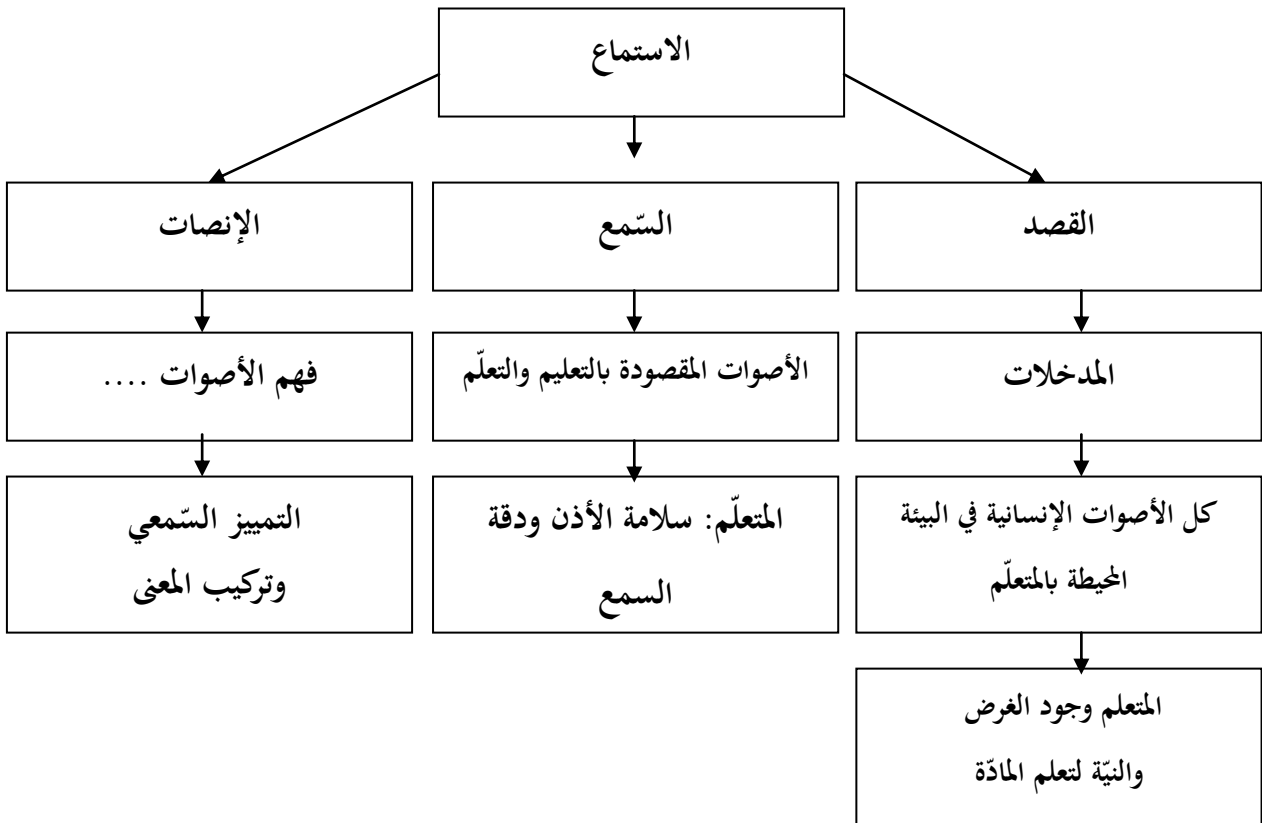 الاستماع
القصد
السّمع
الإنصات
المدخلات
الأصوات المقصودة بالتعليم والتعلّم
فهم الأصوات ....
كل الأصوات الإنسانية في البيئة
المحيطة بالمتعلّم
المتعلّم: سلامة الأذن ودقة
السمع
التمييز السّمعي
وتركيب المعنى
المتعلم وجود الغرض
والنيّة لتعلم المادّة